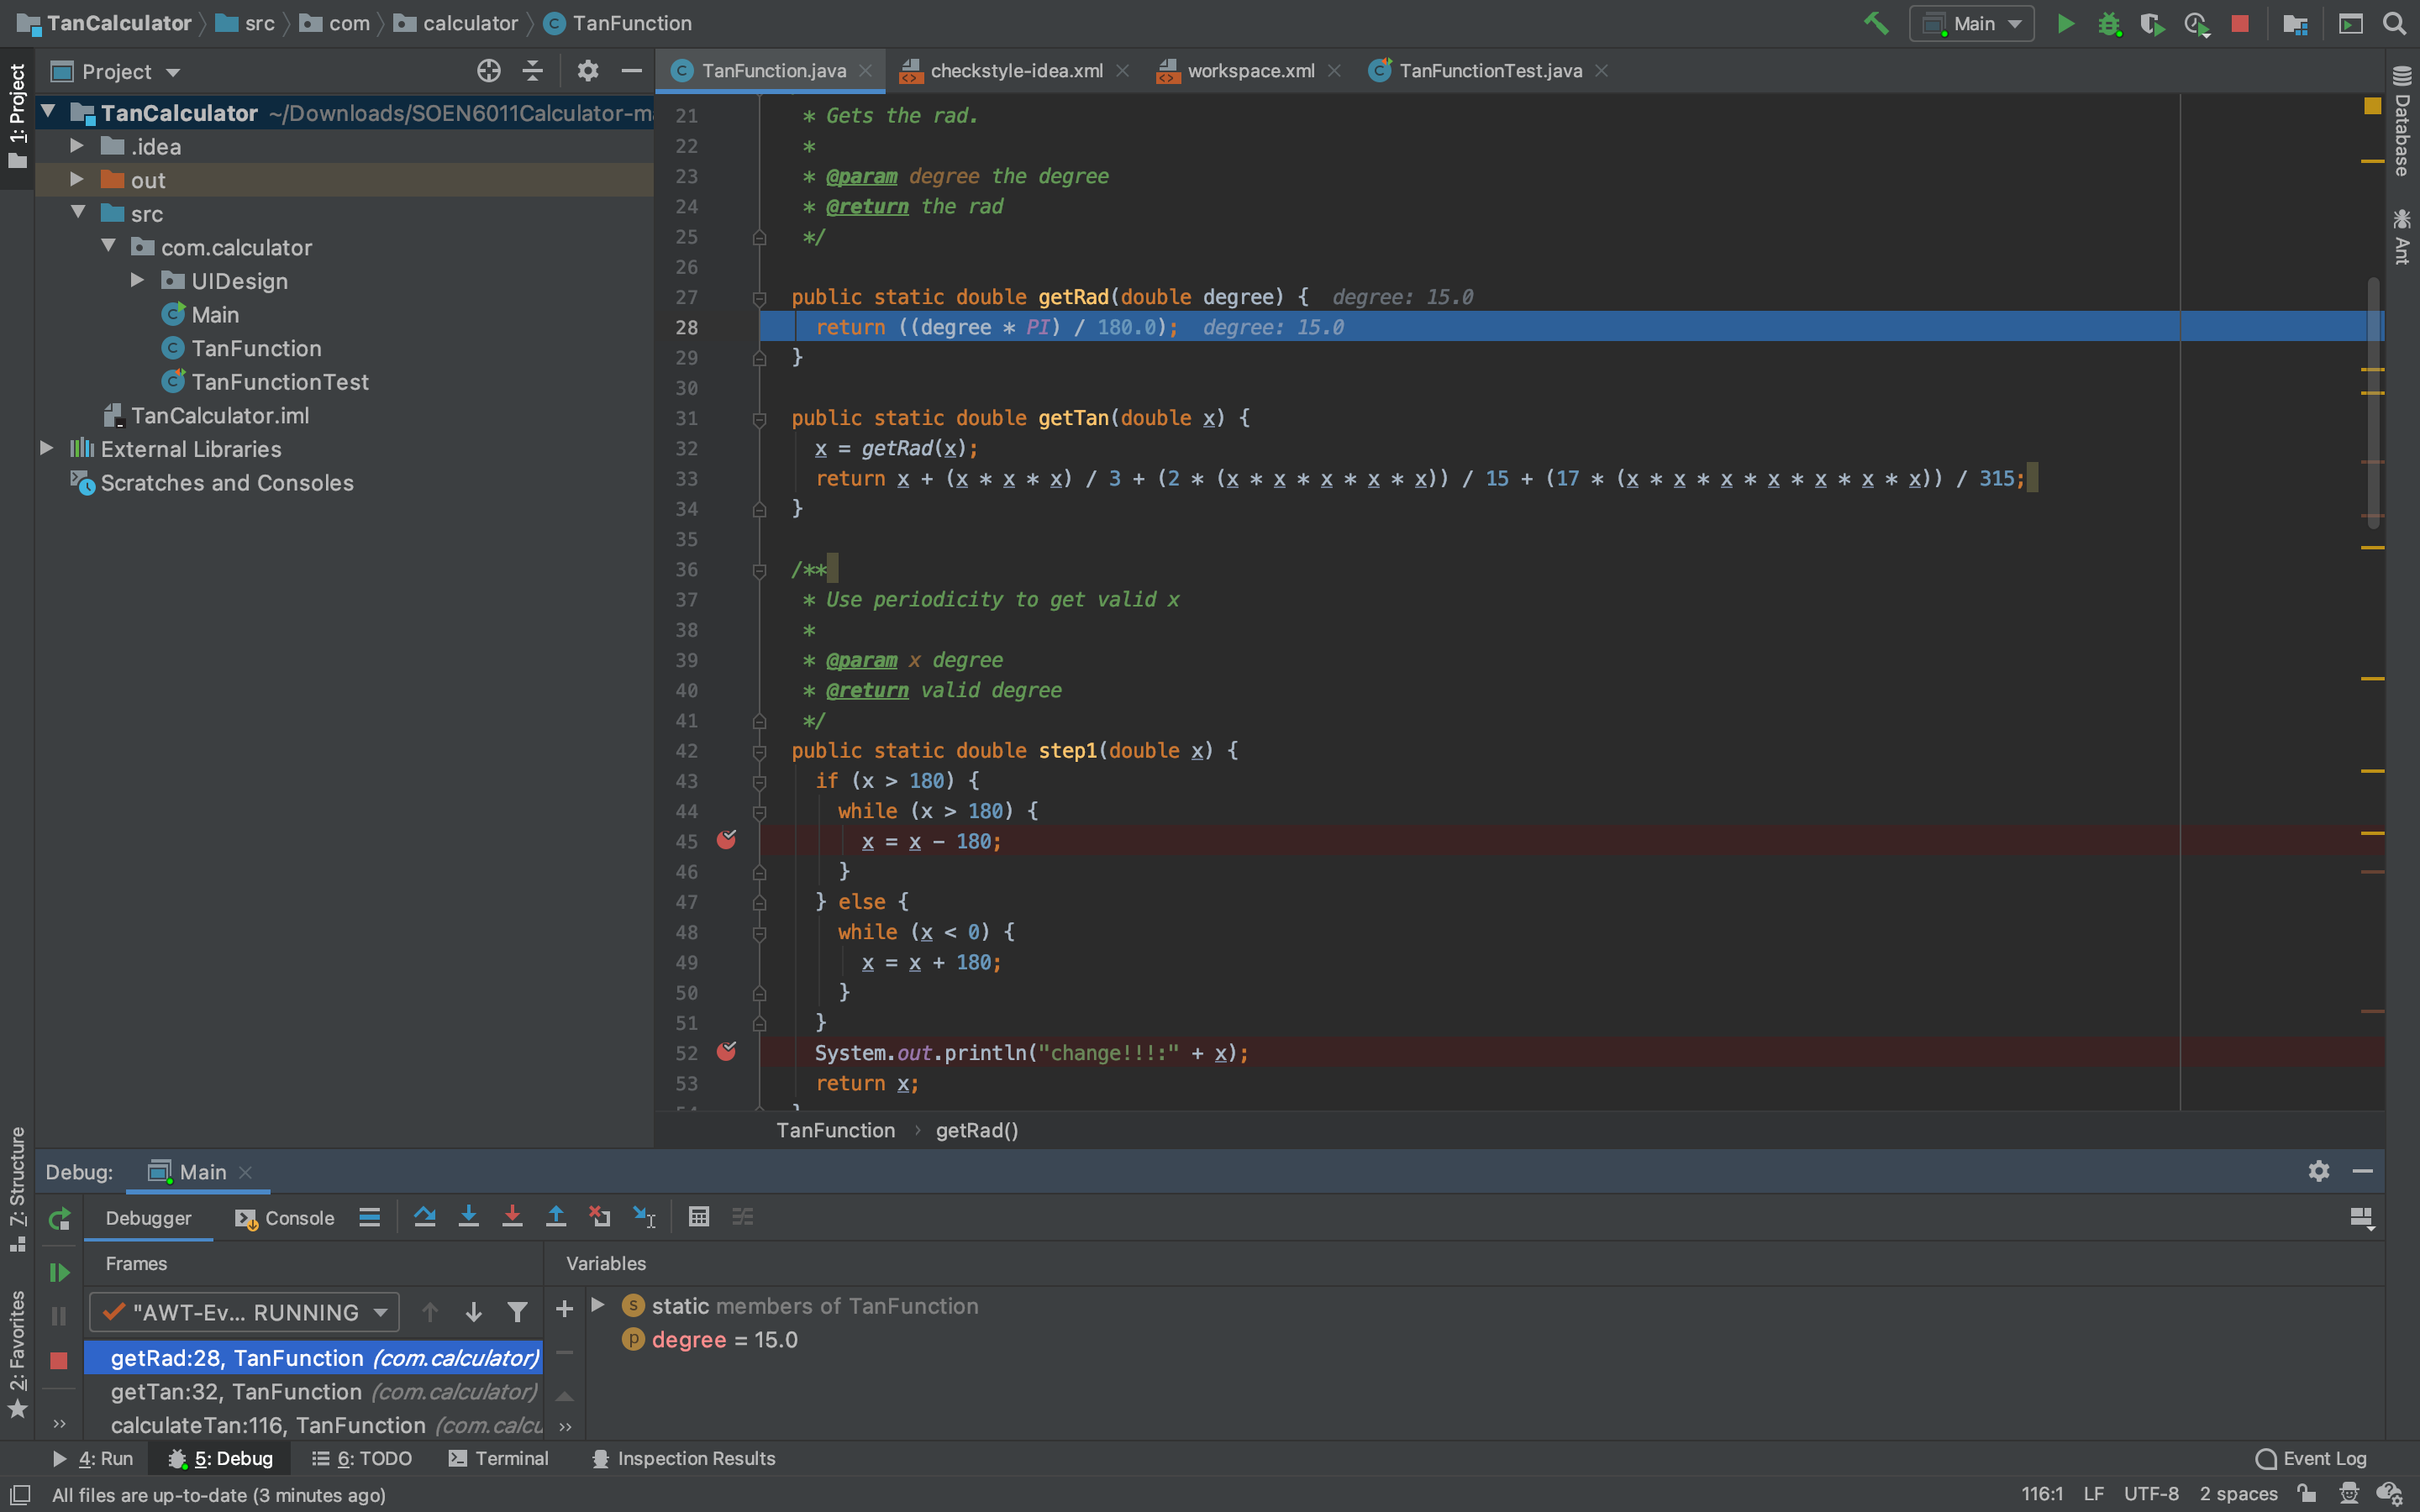 TanCalculator src com calculator TanFunction Main
1: Project
Project
TanFunction.java checkstyle-idea.xml workspace.xml TanFunctionTest.java
TanCalculator ~/Downloads/SOEN6011Calculator-ma
.idea
out
src
com.calculator
UIDesign
Main
TanFunction
TanFunctionTest
TanCalculator.iml
External Libraries
Scratches and Consoles
21 * Gets the rad.
22 *
23 * @param degree the degree
24 * @return the rad
25 */
26
27 public static double getRad(double degree) { degree: 15.0
28 return ((degree * PI) / 180.0); degree: 15.0
29 }
30
31 public static double getTan(double x) {
32 x = getRad(x);
33 return x + (x * x * x) / 3 + (2 * (x * x * x * x * x)) / 15 + (17 * (x * x * x * x * x * x * x)) / 315;
34 }
35
36 /**
37 * Use periodicity to get valid x
38 *
39 * @param x degree
40 * @return valid degree
41 */
42 public static double step1(double x) {
43 if (x > 180) {
44 while (x > 180) {
45 x = x - 180;
46 }
47 } else {
48 while (x < 0) {
49 x = x + 180;
50 }
51 }
52 System.out.println("change!!!:" + x);
53 return x;
54 }
TanFunction › getRad()
Database
Ant
7: Structure
2: Favorites
Debug: Main
Debugger Console
Frames Variables
"AWT-Ev... RUNNING
getRad:28, TanFunction (com.calculator)
getTan:32, TanFunction (com.calculator)
calculateTan:116, TanFunction (com.calcu
static members of TanFunction
degree = 15.0
4: Run 5: Debug 6: TODO Terminal Inspection Results Event Log
All files are up-to-date (3 minutes ago) 116:1 LF UTF-8 2 spaces